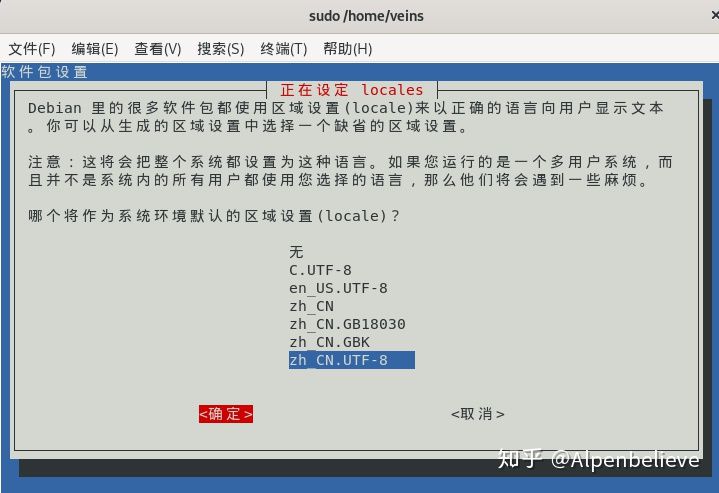 sudo /home/veins
文件(F) 编辑(E) 查看(V) 搜索(S) 终端(T) 帮助(H)
软件包设置
正在设定 locales
Debian 里的很多软件包都使用区域设置(locale)来以正确的语言向用户显示文本
。你可以从生成的区域设置中选择一个缺省的区域设置。
注意：这将会把整个系统都设置为这种语言。如果您运行的是一个多用户系统，而
且并不是系统内的所有用户都使用您选择的语言，那么他们将会遇到一些麻烦。
哪个将作为系统环境默认的区域设置(locale)？
无
C.UTF-8
en_US.UTF-8
zh_CN
zh_CN.GB18030
zh_CN.GBK
zh_CN.UTF-8
<确定> <取消>
知乎 @Alpenbelieve